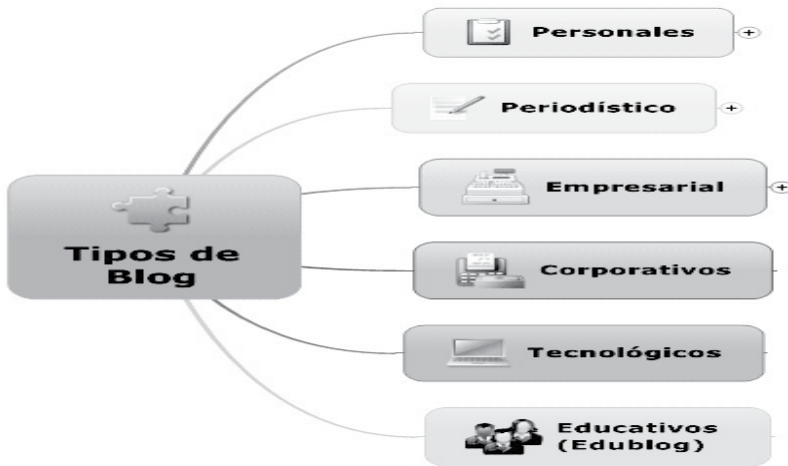 Personales
Periodístico
Empresarial
Tipos de
Blog
Corporativos
Tecnológicos
Educativos
(Edublog)